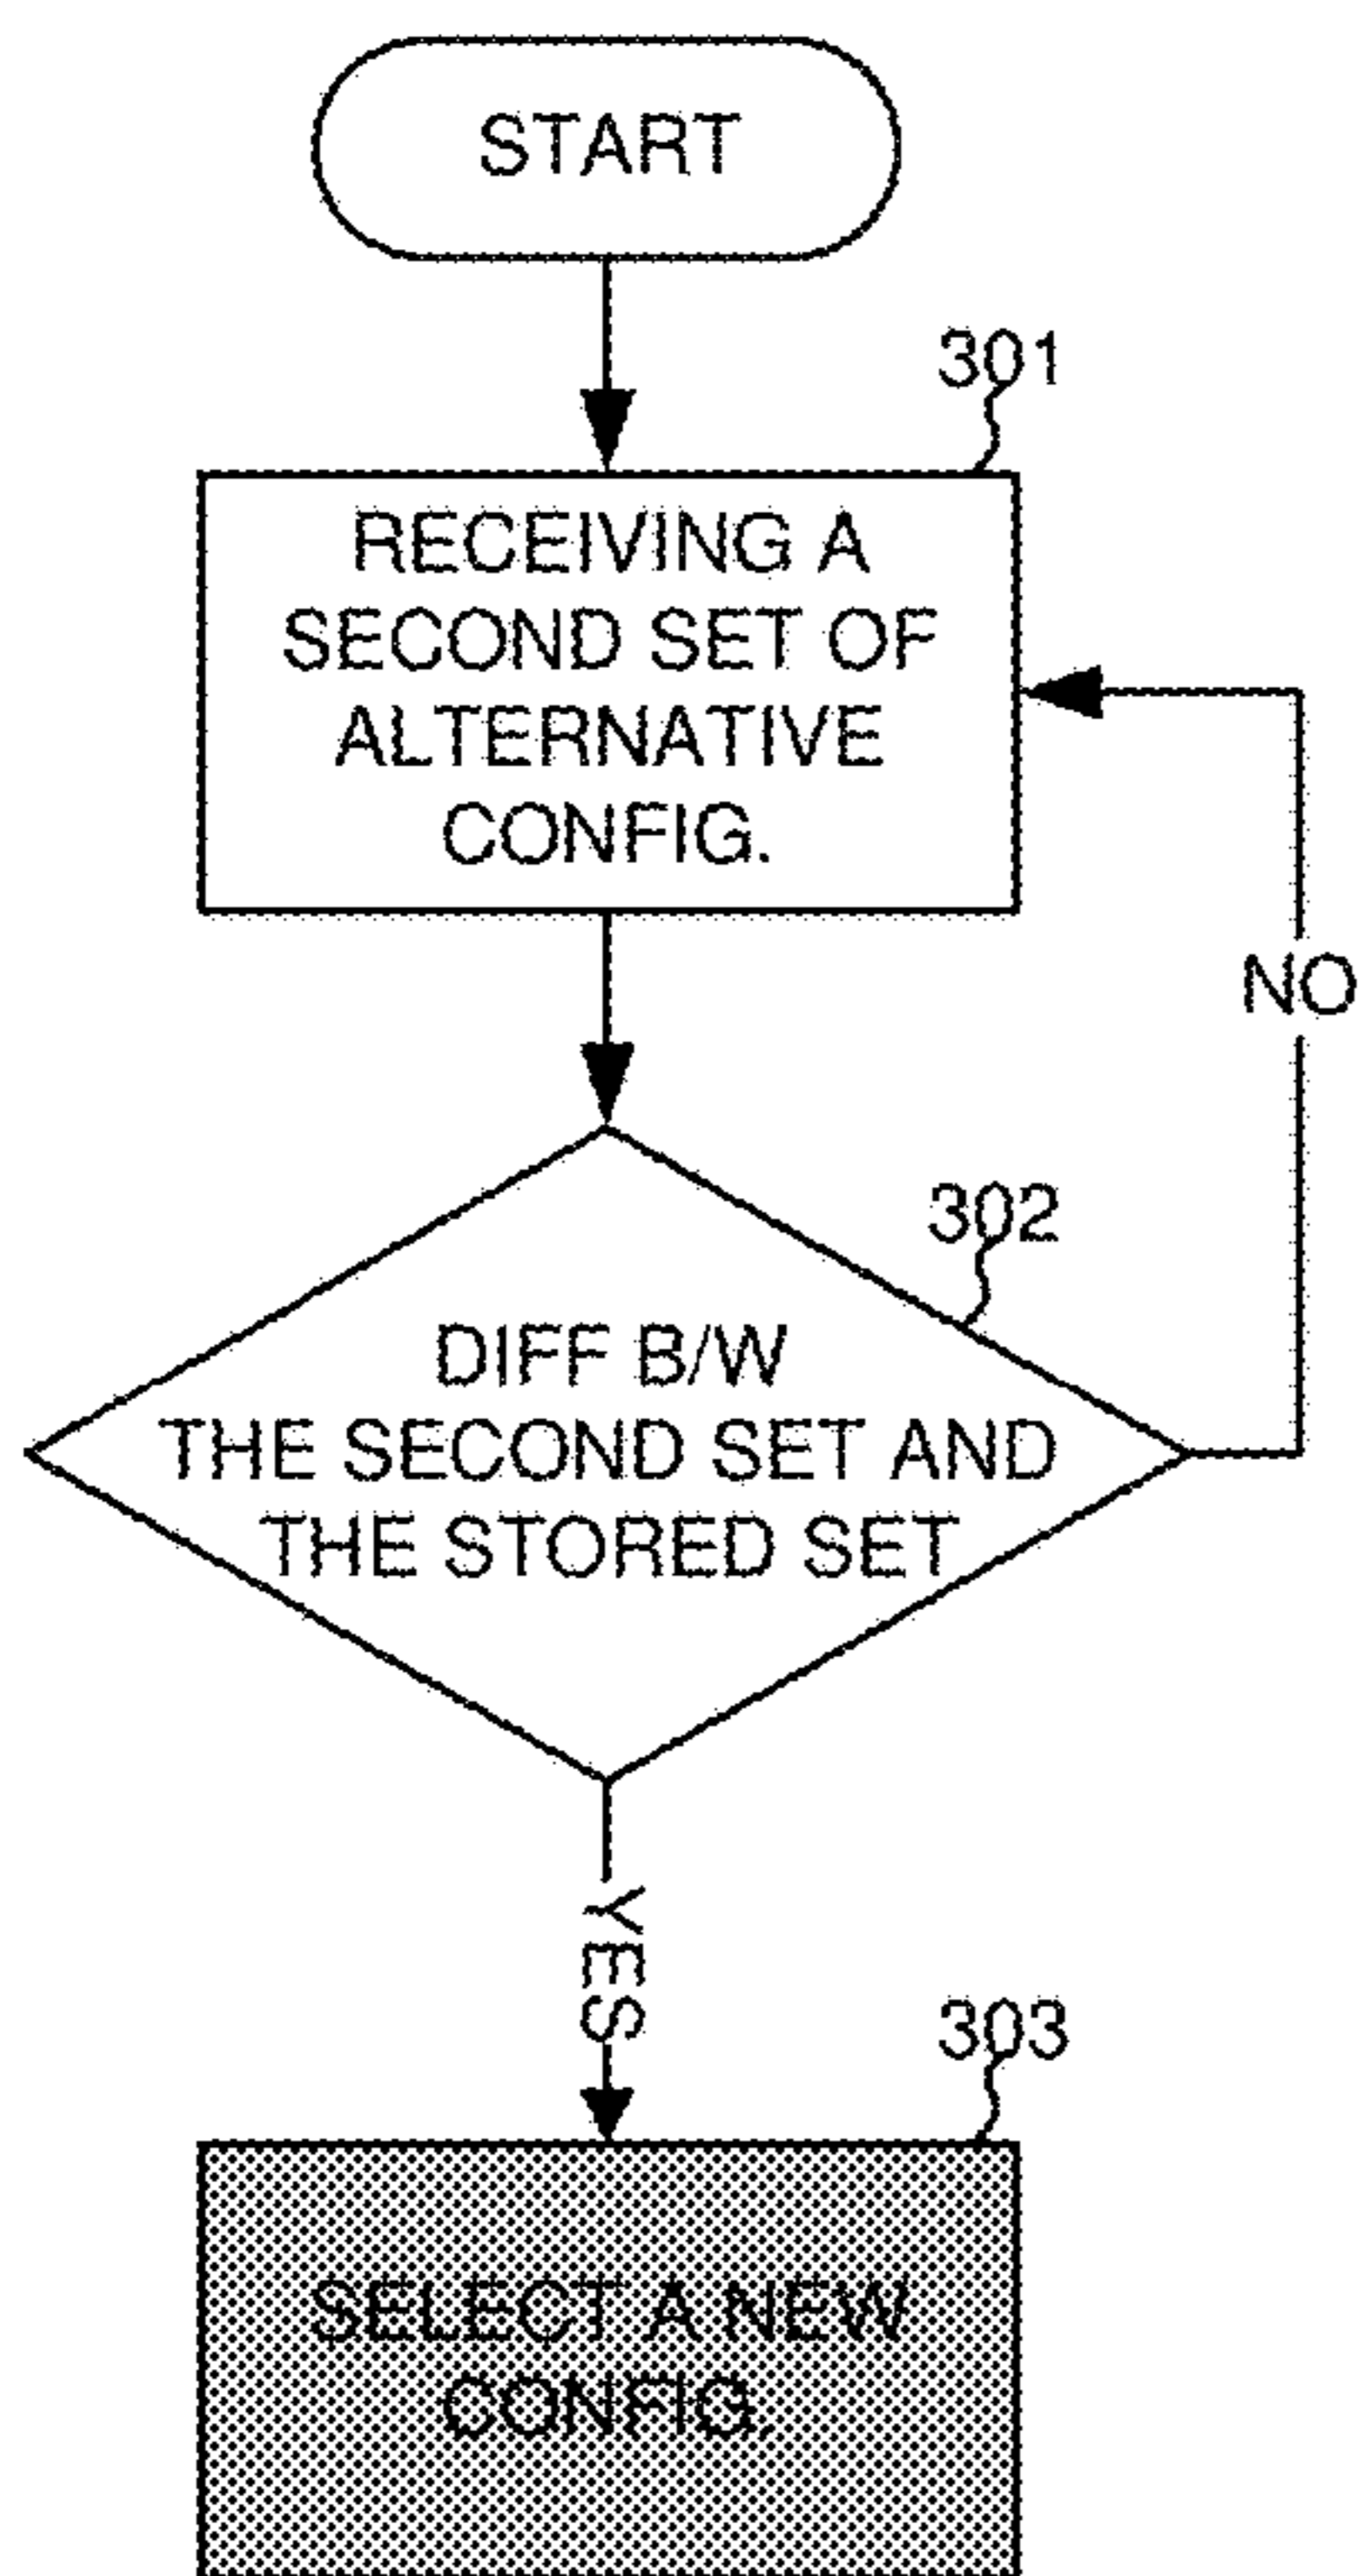 START
301
RECEIVING A
SECOND SET OF
ALTERNATIVE
CONFIG.
NO
302
DIFF B/W
THE SECOND SET AND
THE STORED SET
YES
303
SELECT A NEW
CONFIG.